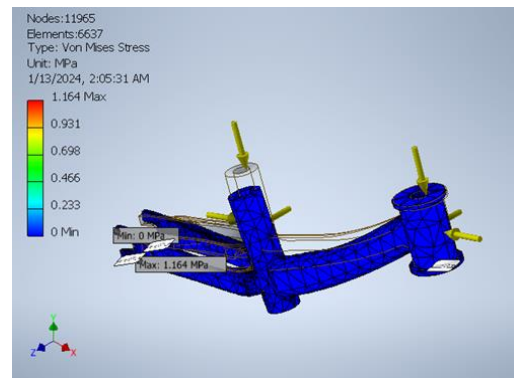 Nodes:11965
Elements:6637
Type: Von Mises Stress
Unit: MPa
1/13/2024, 2:05:31 AM
1.164 Max
0.931
0.698
0.466
0.233
0 Min
Min: 0 MPa
Max: 1.164 MPa
Y
Z
X